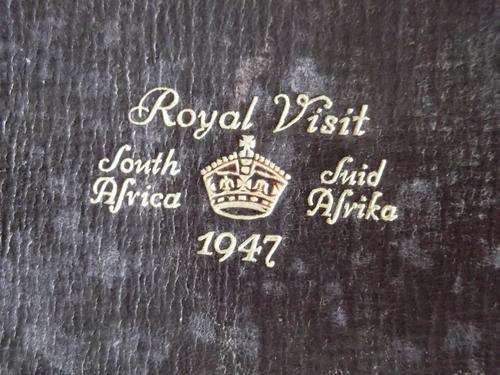 Royal Visit
South Suid
Africa Afrika
1947